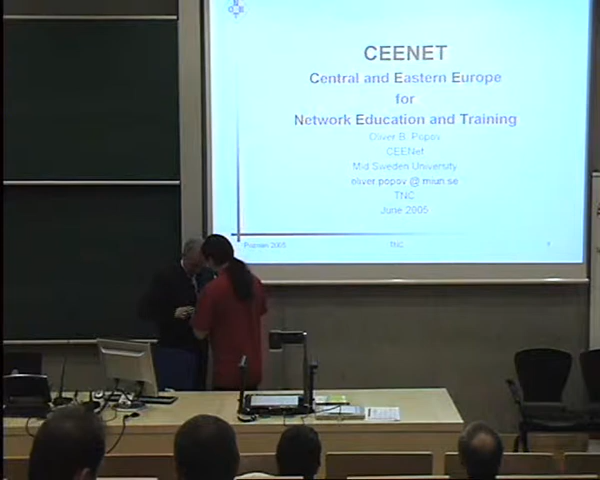 CEENET
Central and Eastern Europe
for
Network Education and Training
Oliver B. Popov
CEENet
Mid Sweden University
oliver.popov @ miun.se
TNC
June 2005
Poznan 2005
TNC